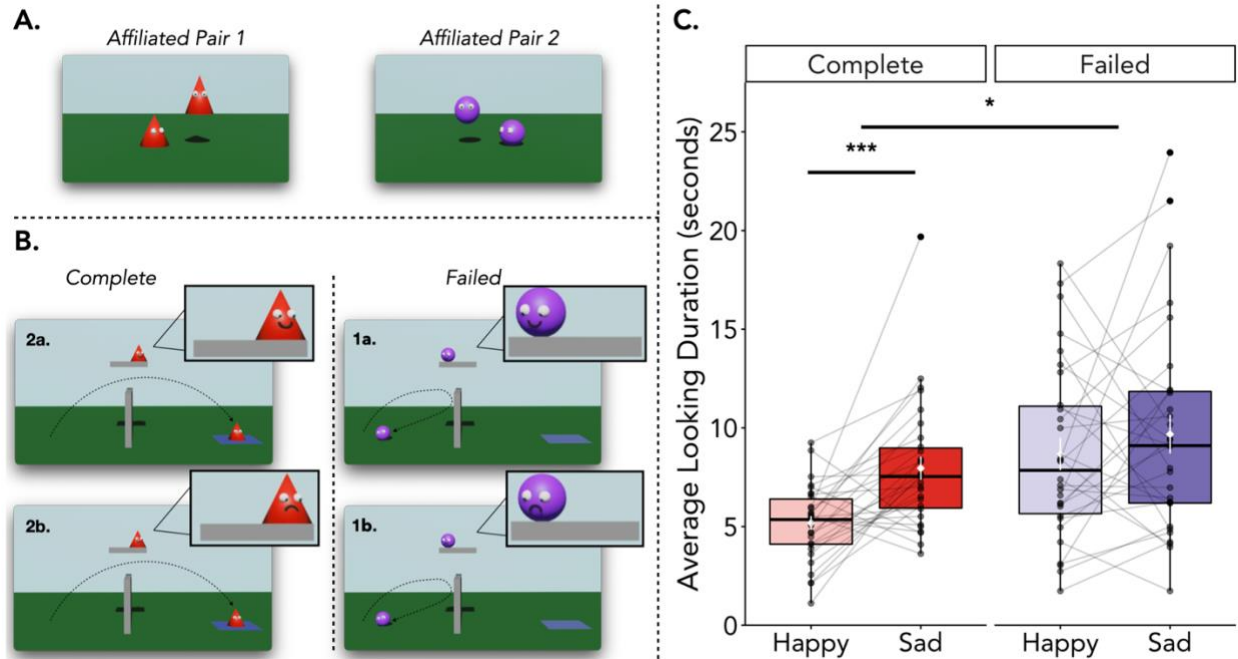 A.
Affiliated Pair 1
Affiliated Pair 2
B.
Complete
Failed
2a.
1a.
2b.
1b.
C.
Complete
Failed
*
***
Average Looking Duration (seconds)
25
20
15
10
5
0
Happy
Sad
Happy
Sad